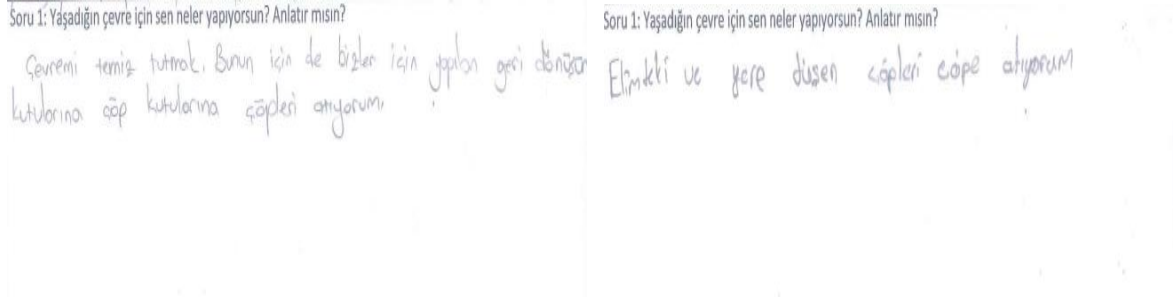 Soru 1: Yaşadığın çevre için sen neler yapıyorsun? Anlatır mısın?
Çevremi temiz tutmak. Bunun için de bizler için yapılan geri dönüşüm
kutularına çöp kutularına çöpleri atıyorum.
Soru 1: Yaşadığın çevre için sen neler yapıyorsun? Anlatır mısın?
Elimdeki ve yere düşen çöpleri çöpe atıyorum